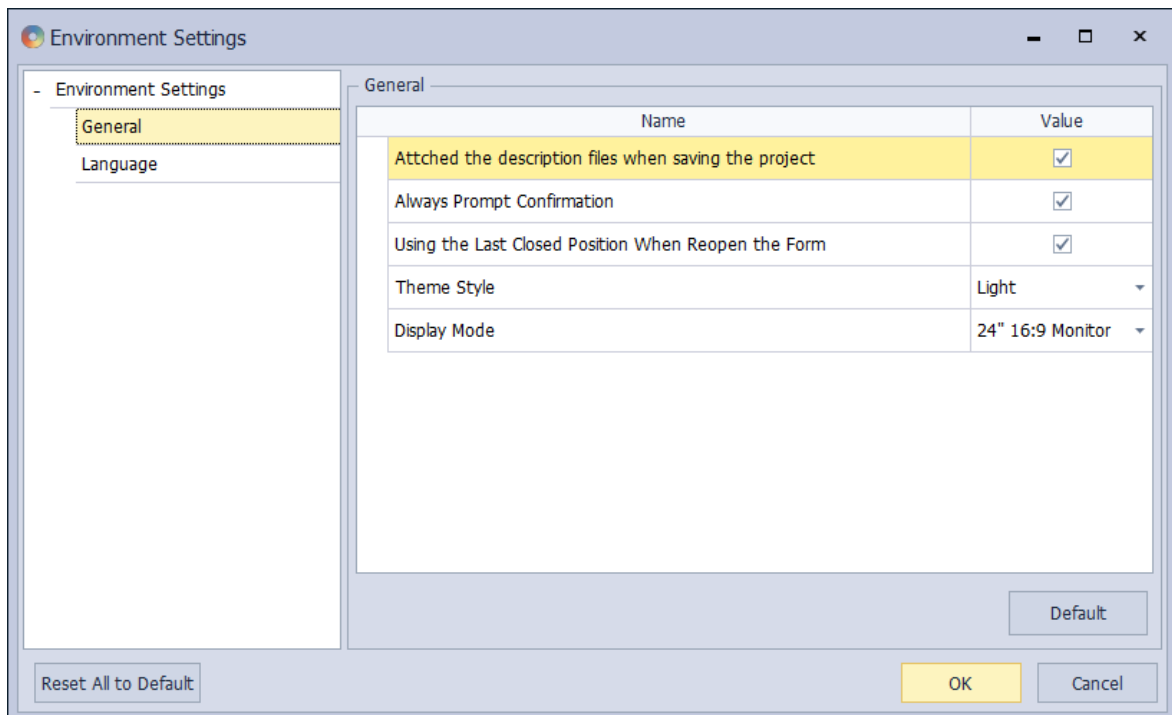 Environment Settings
- Environment Settings
General
Language
General
Name Value
Attched the description files when saving the project
Always Prompt Confirmation
Using the Last Closed Position When Reopen the Form
Theme Style Light
Display Mode 24" 16:9 Monitor
Default
Reset All to Default OK Cancel